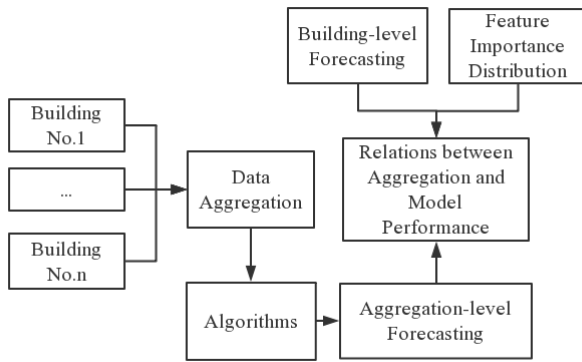 Building-level
Forecasting
Feature
Importance
Distribution
Building
No.1
...
Building
No.n
Data
Aggregation
Relations between
Aggregation and
Model
Performance
Algorithms
Aggregation-level
Forecasting